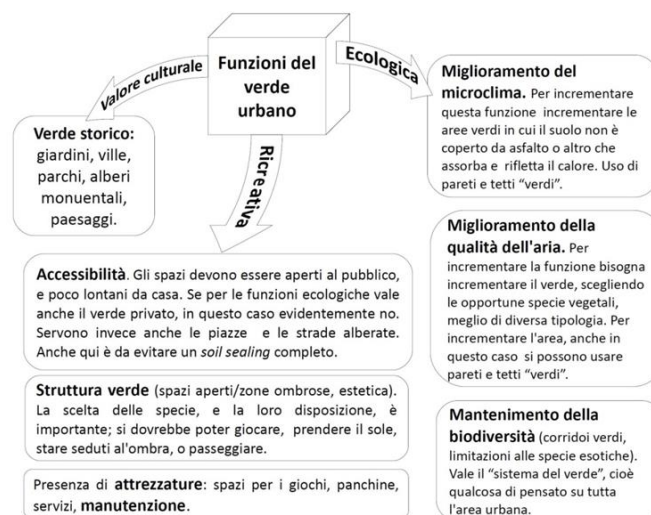 Funzioni del
verde
urbano
Valore culturale
Verde storico:
giardini, ville,
parchi, alberi
monuentali,
paesaggi.
Ricreativa
Accessibilità. Gli spazi devono essere aperti al pubblico,
e poco lontani da casa. Se per le funzioni ecologiche vale
anche il verde privato, in questo caso evidentemente no.
Servono invece anche le piazze e le strade alberate.
Anche qui è da evitare un soil sealing completo.
Struttura verde (spazi aperti/zone ombrose, estetica).
La scelta delle specie, e la loro disposizione, è
importante; si dovrebbe poter giocare, prendere il sole,
stare seduti al'ombra, o passeggiare.
Presenza di attrezzature: spazi per i giochi, panchine,
servizi, manutenzione.
Ecologica
Miglioramento del
microclima. Per incrementare
questa funzione incrementare le
aree verdi in cui il suolo non è
coperto da asfalto o altro che
assorba e rifletta il calore. Uso di
pareti e tetti “verdi”.
Miglioramento della
qualità dell'aria. Per
incrementare la funzione bisogna
incrementare il verde, scegliendo
le opportune specie vegetali,
meglio di diversa tipologia. Per
incrementare l'area, anche in
questo caso si possono usare
pareti e tetti “verdi”.
Mantenimento della
biodiversità (corridoi verdi,
limitazioni alle specie esotiche).
Vale il “sistema del verde”, cioè
qualcosa di pensato su tutta
l'area urbana.